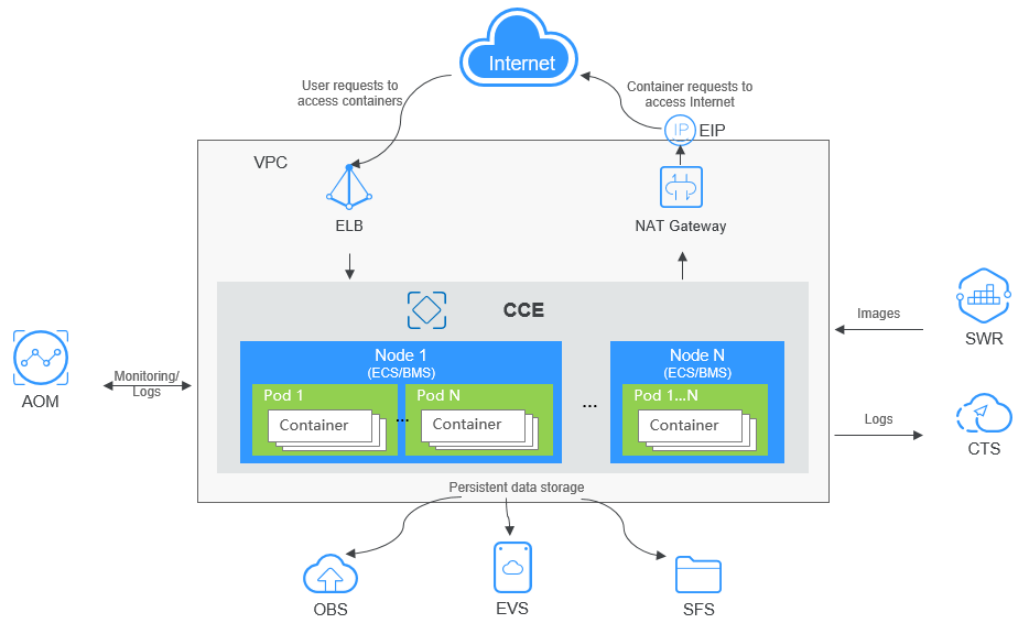 Internet
User requests to
access containers
Container requests to
access Internet
IP
EIP
VPC
ELB
NAT Gateway
CCE
Node 1
(ECS/BMS)
Pod 1
Container
...
Pod N
Container
...
Node N
(ECS/BMS)
Pod 1...N
Container
AOM
Monitoring/
Logs
Images
SWR
Logs
CTS
Persistent data storage
OBS
EVS
SFS